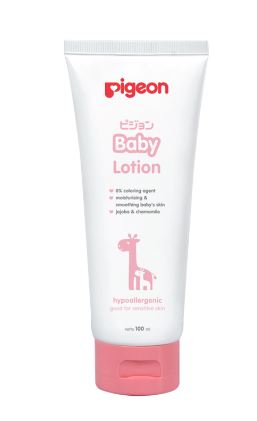 pigeon
ピジョン
Baby
Lotion
0% coloring agent
moisturizing &
smoothing baby's skin
jojoba & chamomile
hypoallergenic
good for sensitive skin
netto 100 ml